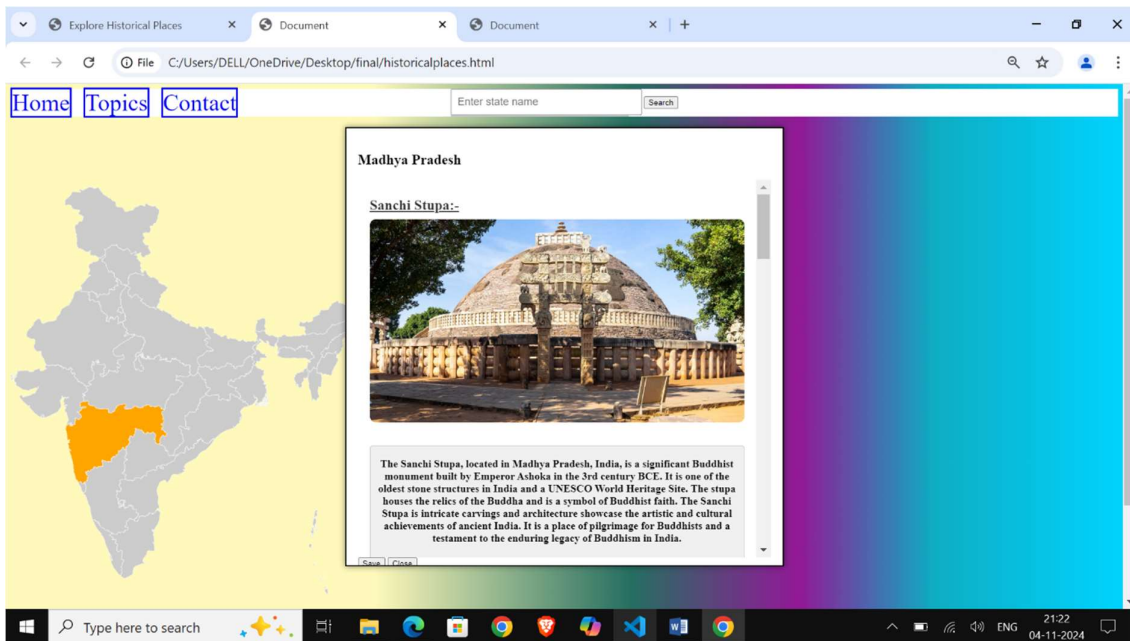 Explore Historical Places
Document
Document
File C:/Users/DELL/OneDrive/Desktop/final/historicalplaces.html
Home Topics Contact
Enter state name Search
Madhya Pradesh
Sanchi Stupa:-
The Sanchi Stupa, located in Madhya Pradesh, India, is a significant Buddhist
monument built by Emperor Ashoka in the 3rd century BCE. It is one of the
oldest stone structures in India and a UNESCO World Heritage Site. The stupa
houses the relics of the Buddha and is a symbol of Buddhist faith. The Sanchi
Stupa is intricate carvings and architecture showcase the artistic and cultural
achievements of ancient India. It is a place of pilgrimage for Buddhists and a
testament to the enduring legacy of Buddhism in India.
Save Close
Type here to search
ENG
21:22
04-11-2024